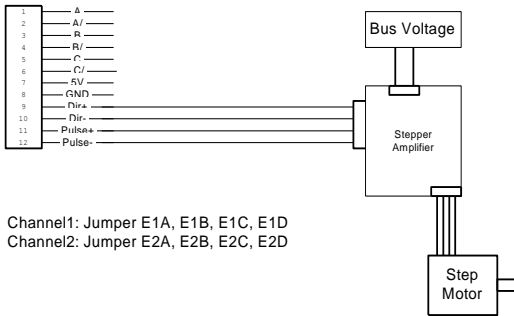 1 A
2 A/
3 B
4 B/
5 C
6 C/
7 5V
8 GND
9 Dir+
10 Dir-
11 Pulse+
12 Pulse-
Bus Voltage
Stepper
Amplifier
Channel1: Jumper E1A, E1B, E1C, E1D
Channel2: Jumper E2A, E2B, E2C, E2D
Step
Motor